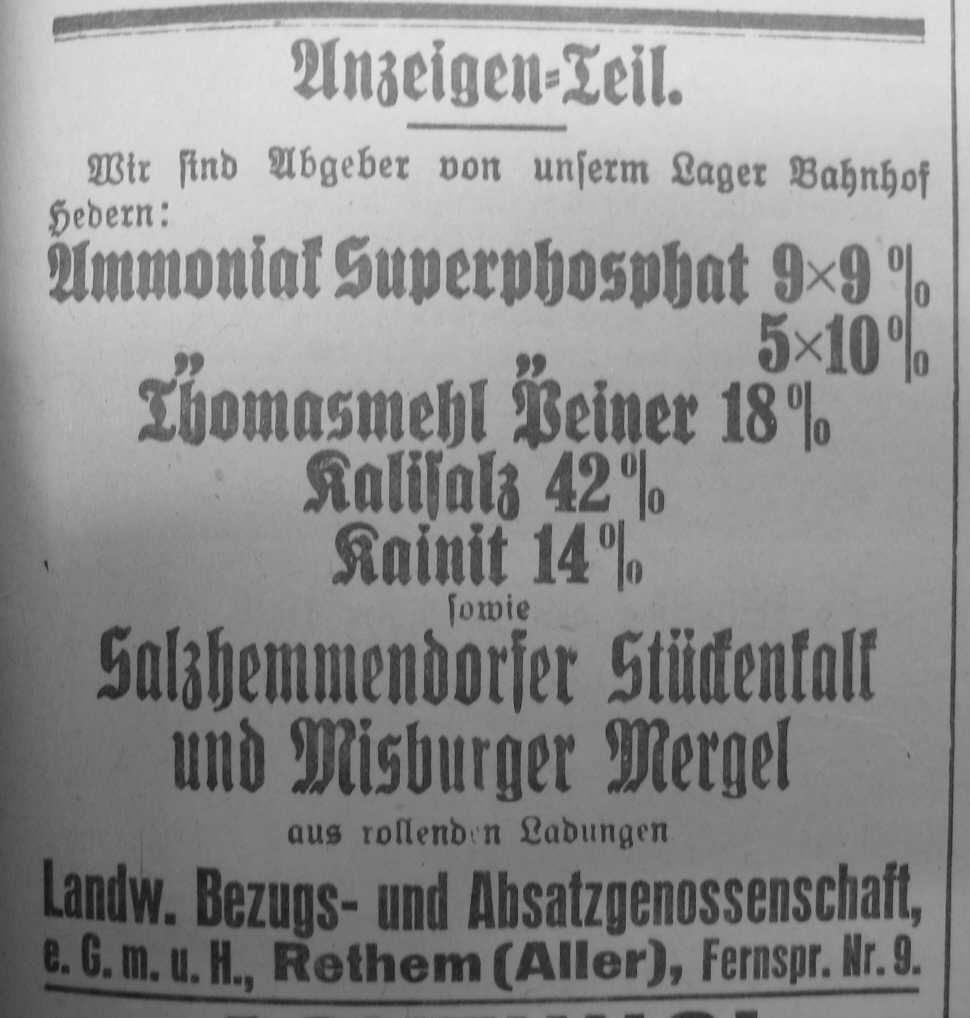 Anzeigen-Teil.
Wir sind Abgeber von unserm Lager Bahnhof
Hedern:
Ammoniak Superphosphat 9×9 %
5×10 %
" "
Thomasmehl Peiner 18 %
Kalisalz 42 %
Kainit 14 %
sowie
Salzhemmendorfer Stückenkalk
und Misburger Mergel
aus rollenden Ladungen
Landw. Bezugs- und Absatzgenossenschaft,
e. G. m. u. H., Rethem (Aller), Fernspr. Nr. 9.